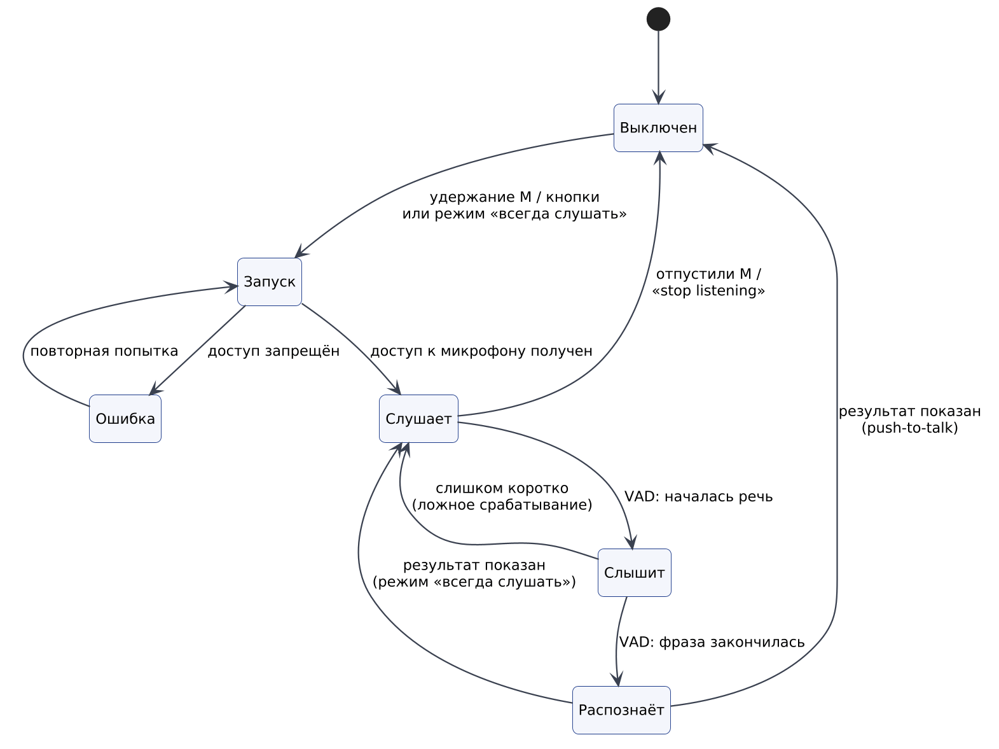 Выключен
удержание M / кнопки
или режим «всегда слушать»
Запуск
отпустили M /
«stop listening»
повторная попытка
доступ запрещён
доступ к микрофону получен
Ошибка
Слушает
результат показан
(push-to-talk)
слишком коротко
(ложное срабатывание)
VAD: началась речь
результат показан
(режим «всегда слушать»)
Слышит
VAD: фраза закончилась
Распознаёт